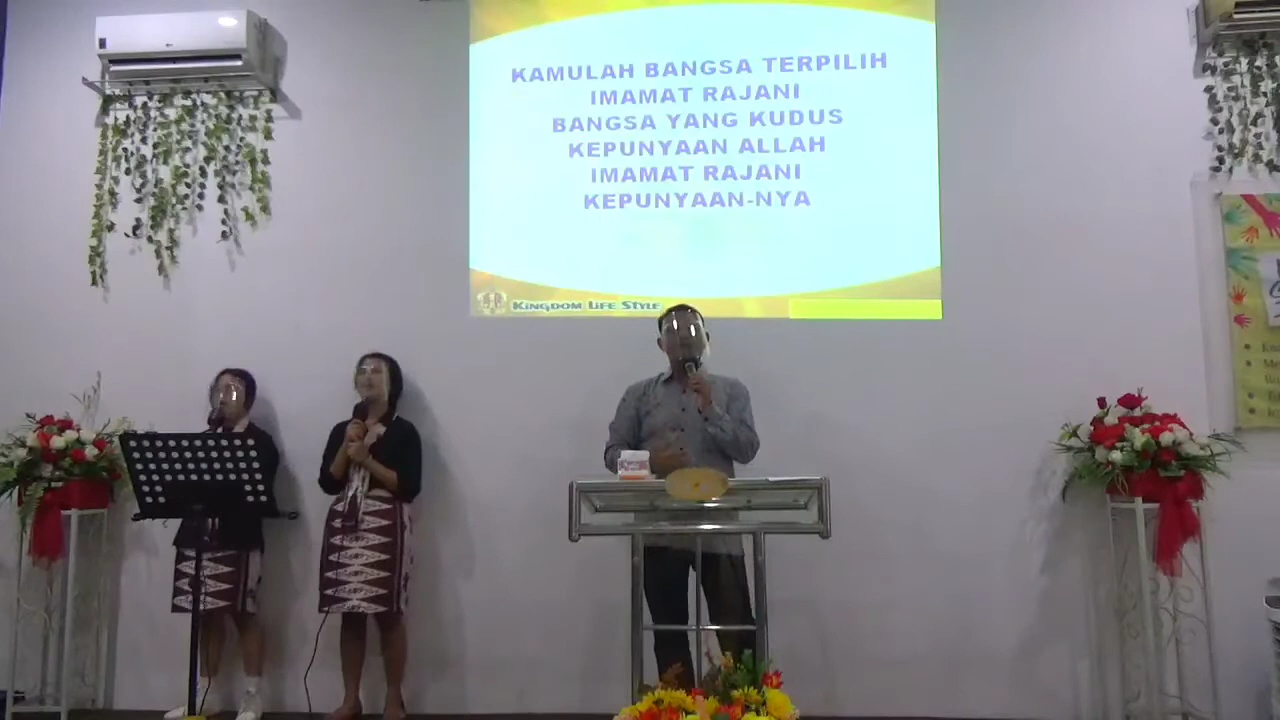 KAMULAH BANGSA TERPILIH
IMAMAT RAJANI
BANGSA YANG KUDUS
KEPUNYAAN ALLAH
IMAMAT RAJANI
KEPUNYAAN-NYA
KINGDOM LIFE STYLE